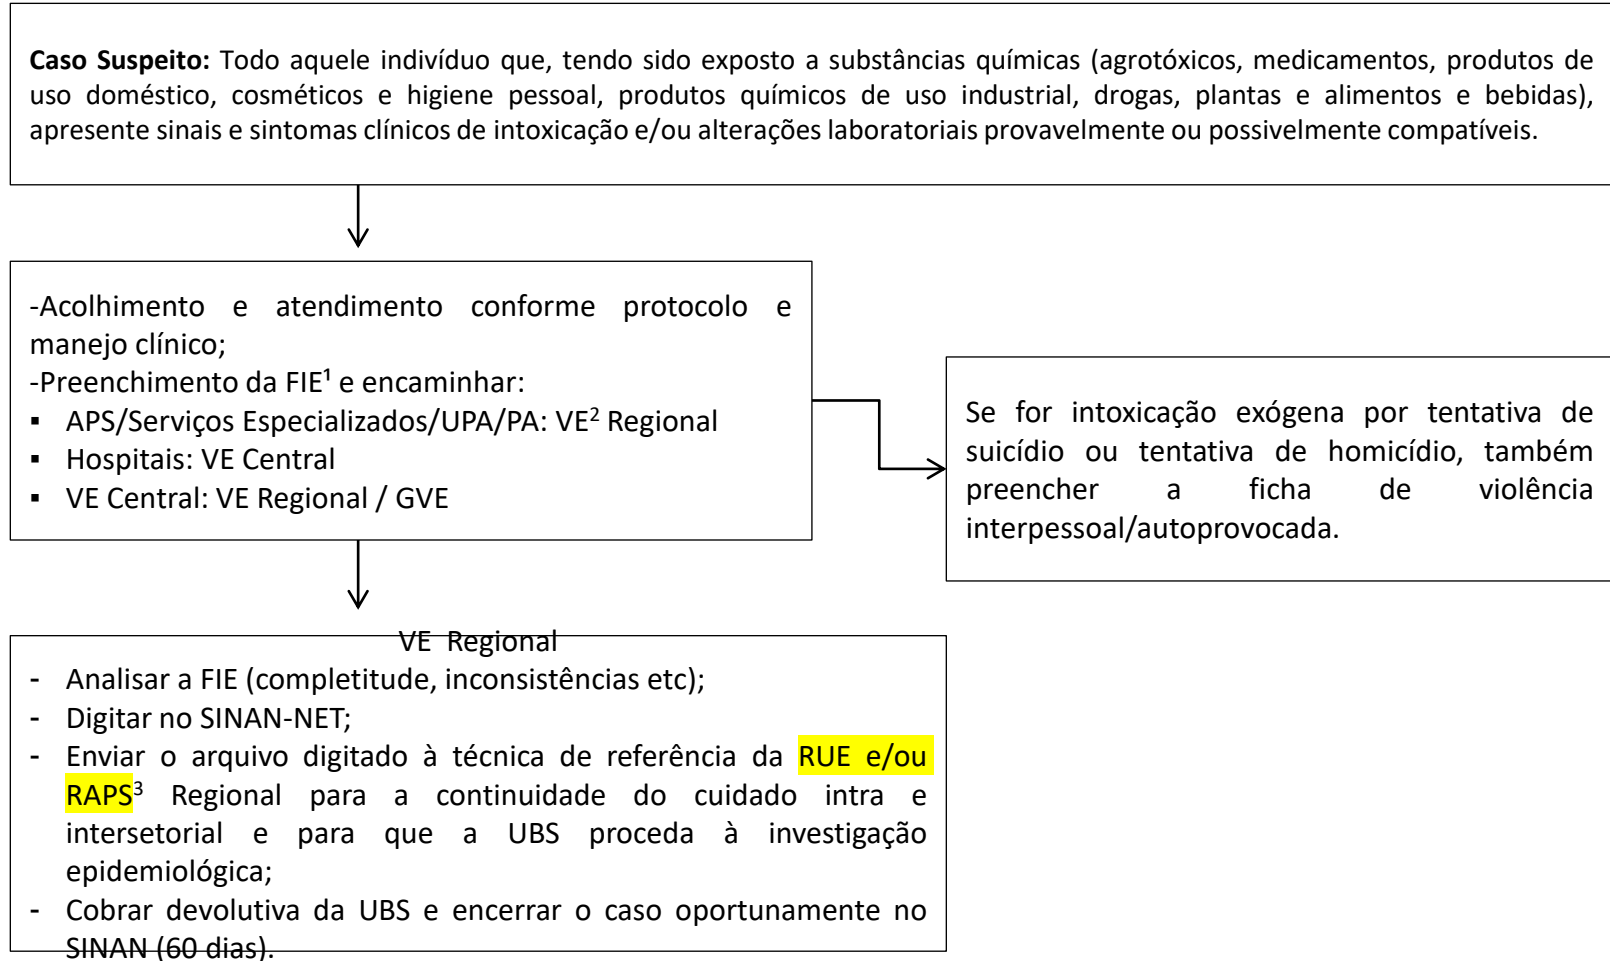 Caso Suspeito: Todo aquele indivíduo que, tendo sido exposto a substâncias químicas (agrotóxicos, medicamentos, produtos de
uso doméstico, cosméticos e higiene pessoal, produtos químicos de uso industrial, drogas, plantas e alimentos e bebidas),
apresente sinais e sintomas clínicos de intoxicação e/ou alterações laboratoriais provavelmente ou possivelmente compatíveis.
-Acolhimento e atendimento conforme protocolo e
manejo clínico;
-Preenchimento da FIE¹ e encaminhar:
▪ APS/Serviços Especializados/UPA/PA: VE² Regional
▪ Hospitais: VE Central
▪ VE Central: VE Regional / GVE
Se for intoxicação exógena por tentativa de
suicídio ou tentativa de homicídio, também
preencher a ficha de violência
interpessoal/autoprovocada.
VE Regional
- Analisar a FIE (completitude, inconsistências etc);
- Digitar no SINAN-NET;
- Enviar o arquivo digitado à técnica de referência da RUE e/ou
RAPS³ Regional para a continuidade do cuidado intra e
intersetorial e para que a UBS proceda à investigação
epidemiológica;
- Cobrar devolutiva da UBS e encerrar o caso oportunamente no
SINAN (60 dias).